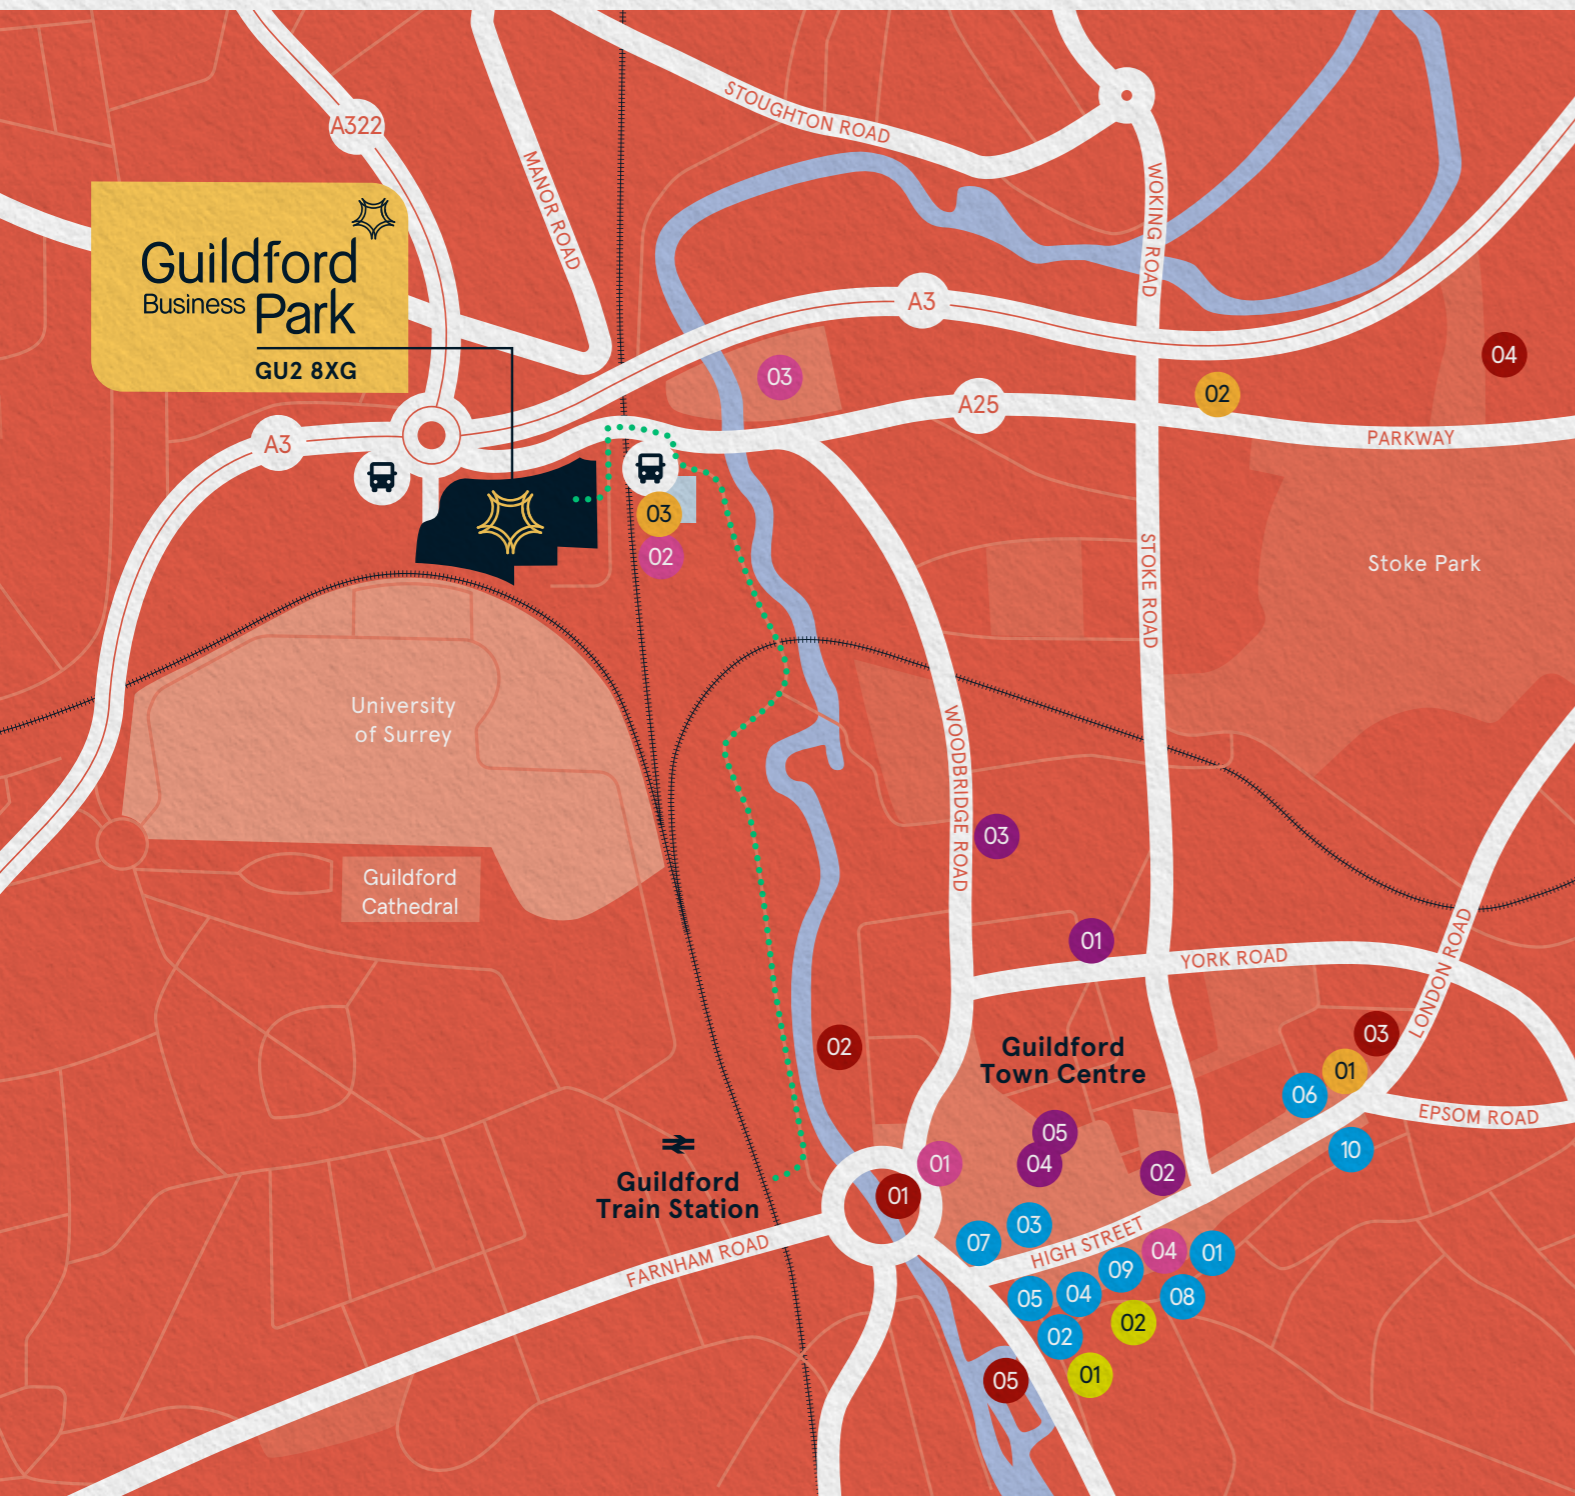 A322
STOUGHTON ROAD
MANOR ROAD
WOKING ROAD
Guildford
Business Park
GU2 8XG
A3
04
03
02
A25
A3
PARKWAY
03
02
STOKE ROAD
Stoke Park
University
of Surrey
WOODBRIDGE ROAD
03
Guildford
Cathedral
01
YORK ROAD
LONDON ROAD
02
Guildford
Town Centre
03
01
06
EPSOM ROAD
05
10
04
01
02
Guildford
Train Station
01
03
07
HIGH STREET
04
01
FARNHAM ROAD
09
05
04
08
02
02
01
05